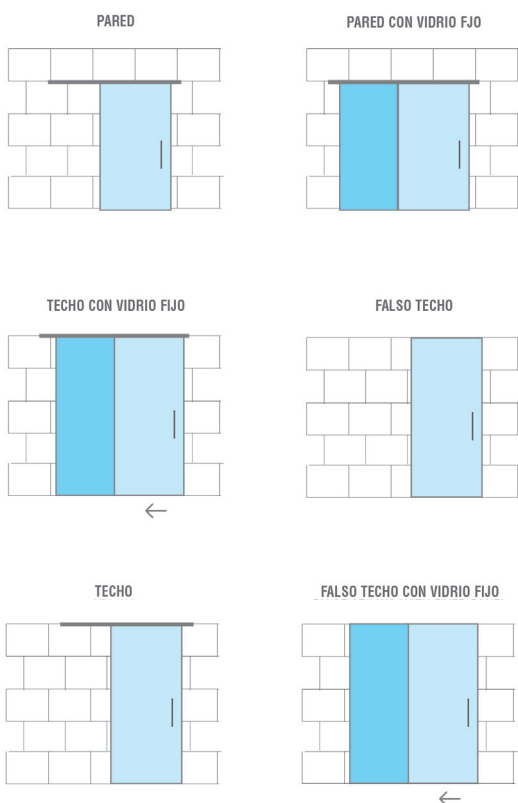 PARED
PARED CON VIDRIO FJO
TECHO CON VIDRIO FIJO
FALSO TECHO
TECHO
FALSO TECHO CON VIDRIO FIJO